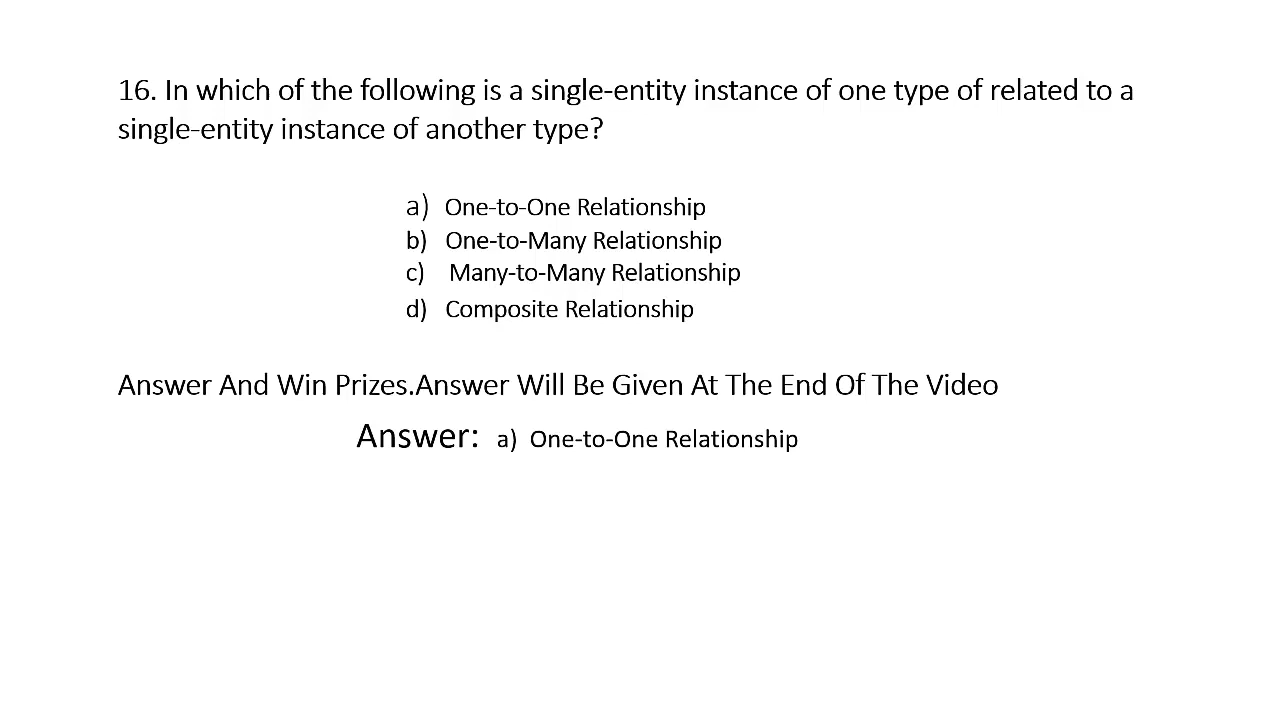 16. In which of the following is a single-entity instance of one type of related to a
single-entity instance of another type?
a) One-to-One Relationship
b) One-to-Many Relationship
c) Many-to-Many Relationship
d) Composite Relationship
Answer And Win Prizes.Answer Will Be Given At The End Of The Video
Answer: a) One-to-One Relationship